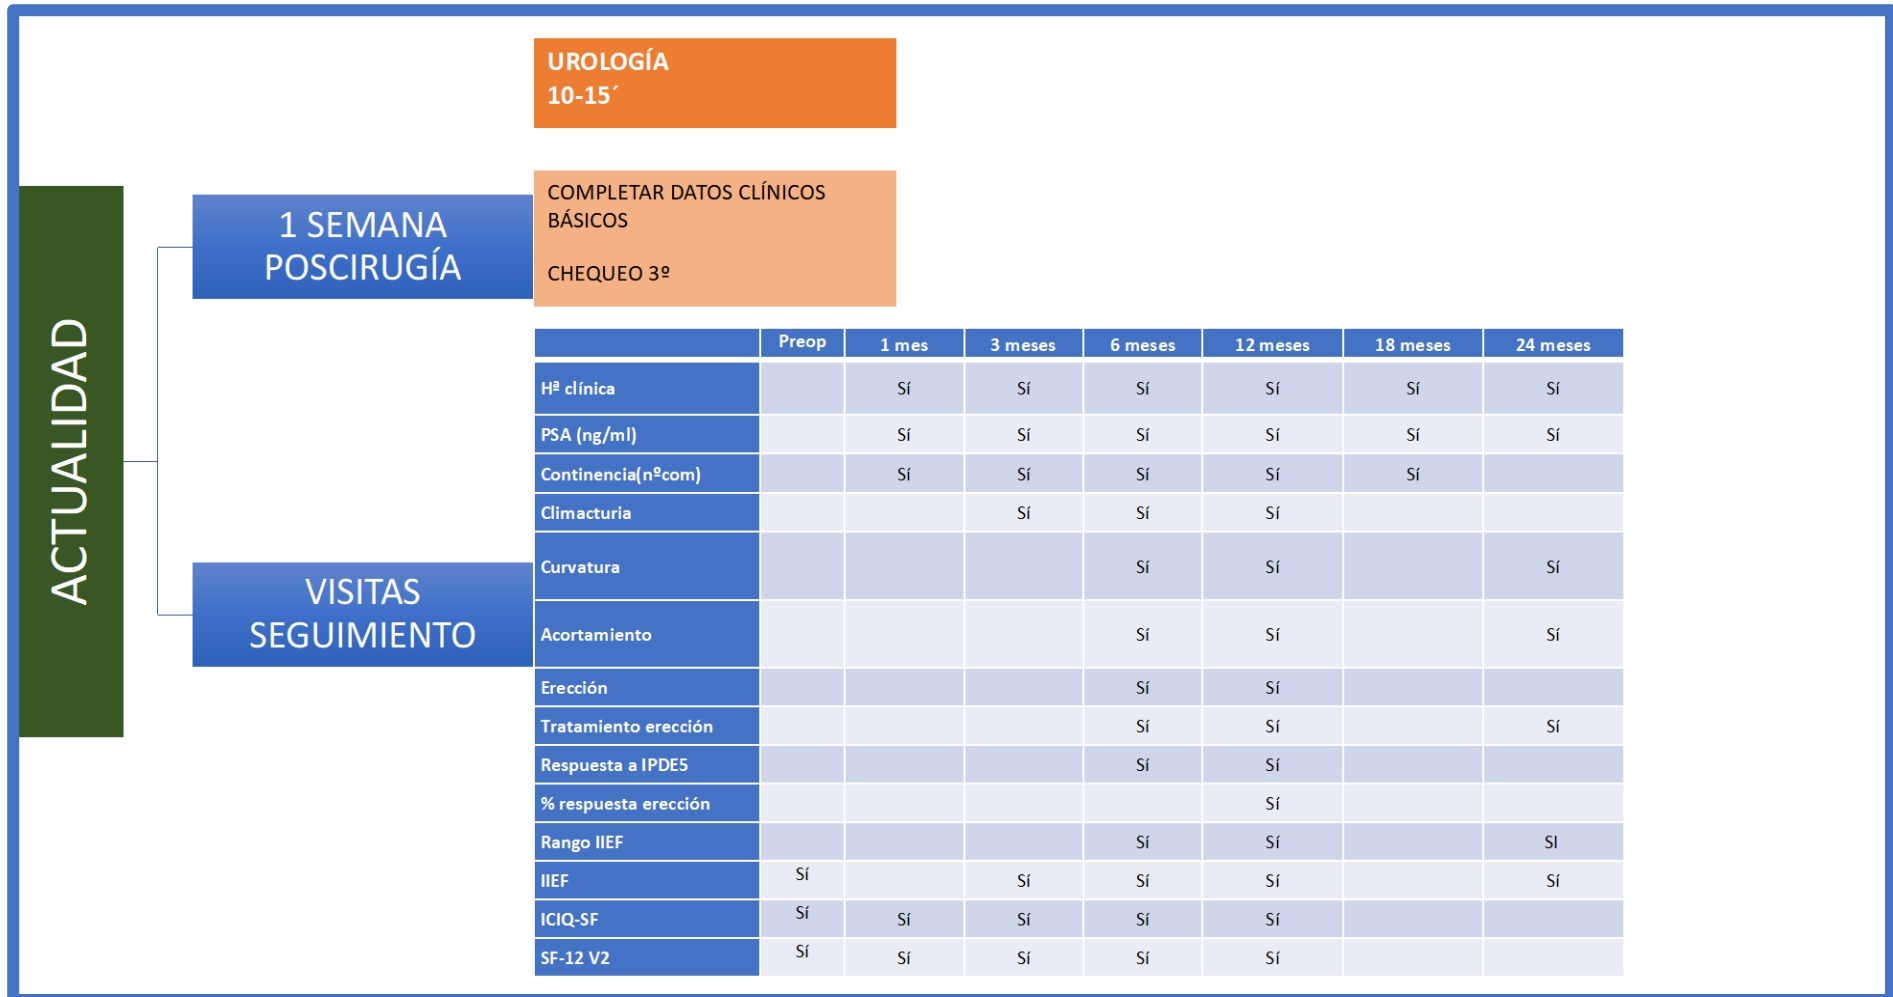 UROLOGÍA
10-15´
ACTUALIDAD
1 SEMANA
POSCIRUGÍA
COMPLETAR DATOS CLÍNICOS
BÁSICOS
CHEQUEO 3º
VISITAS
SEGUIMIENTO
Preop 1 mes 3 meses 6 meses 12 meses 18 meses 24 meses
Hª clínica Sí Sí Sí Sí Sí Sí
PSA (ng/ml) Sí Sí Sí Sí Sí Sí
Continencia(nºcom) Sí Sí Sí Sí Sí
Climacturia Sí Sí Sí
Curvatura Sí Sí Sí
Acortamiento Sí Sí Sí
Erección Sí Sí
Tratamiento erección Sí Sí Sí
Respuesta a IPDE5 Sí Sí
% respuesta erección Sí
Rango IIEF Sí Sí SI
IIEF Sí Sí Sí Sí Sí
ICIQ-SF Sí Sí Sí Sí Sí
SF-12 V2 Sí Sí Sí Sí Sí